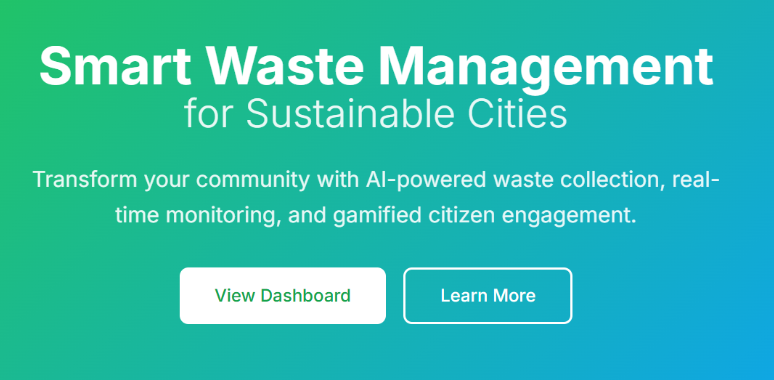 Smart Waste Management
for Sustainable Cities
Transform your community with AI-powered waste collection, real-
time monitoring, and gamified citizen engagement.
View Dashboard
Learn More